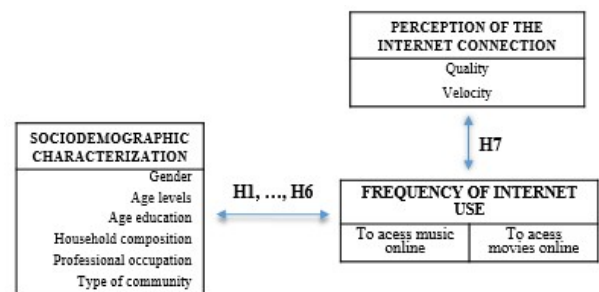 PERCEPTION OF THE
INTERNET CONNECTION
Quality
Velocity
H7
SOCIODEMOGRAPHIC
CHARACTERIZATION
Gender
Age levels
Age education
Household composition
Professional occupation
Type of community
H1, ..., H6
FREQUENCY OF INTERNET
USE
To acess music
online
To acess
movies online